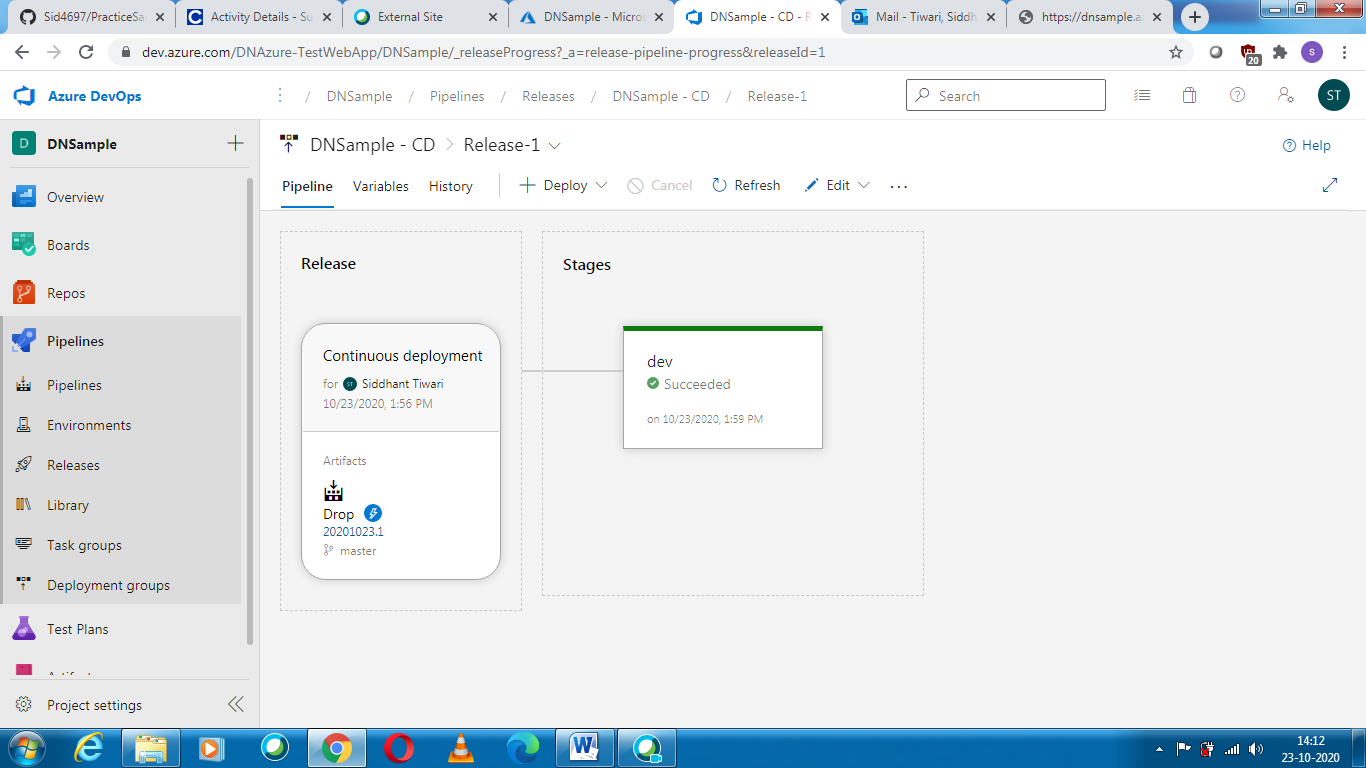 Sid4697/PracticeSa
Activity Details - Su
External Site
DNSample - Micros
DNSample - CD - R
Mail - Tiwari, Siddh
https://dnsample.a
dev.azure.com/DNAzure-TestWebApp/DNSample/_releaseProgress?_a=release-pipeline-progress&releaseId=1
20
S
Azure DevOps
/ DNSample / Pipelines / Releases / DNSample - CD / Release-1
Search
ST
D DNSample
DNSample - CD > Release-1
Help
Pipeline Variables History Deploy Cancel Refresh Edit ...
Overview
Boards
Repos
Pipelines
Pipelines
Environments
Releases
Library
Task groups
Deployment groups
Test Plans
Project settings
Release
Continuous deployment
for ST Siddhant Tiwari
10/23/2020, 1:56 PM
Artifacts
Drop
20201023.1
master
Stages
dev
Succeeded
on 10/23/2020, 1:59 PM
14:12
23-10-2020